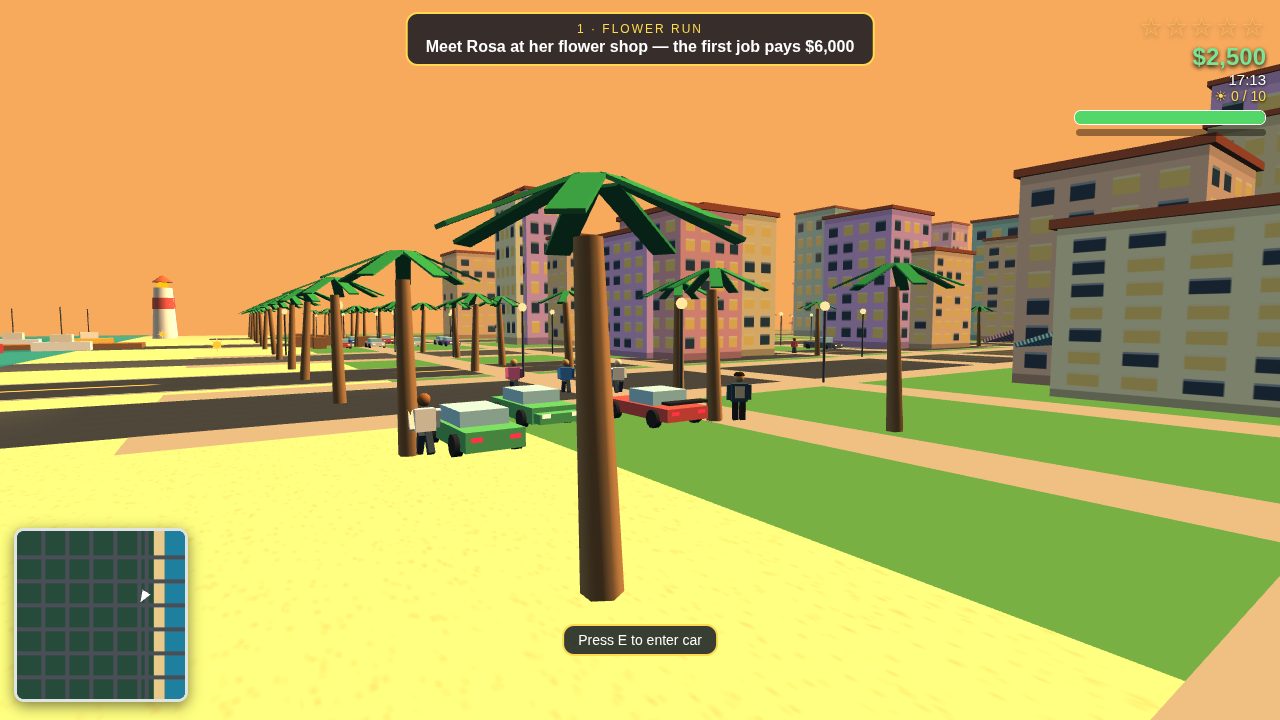 1 · FLOWER RUN
Meet Rosa at her flower shop — the first job pays $6,000
$2,500
17:13
☀ 0 / 10
Press E to enter car